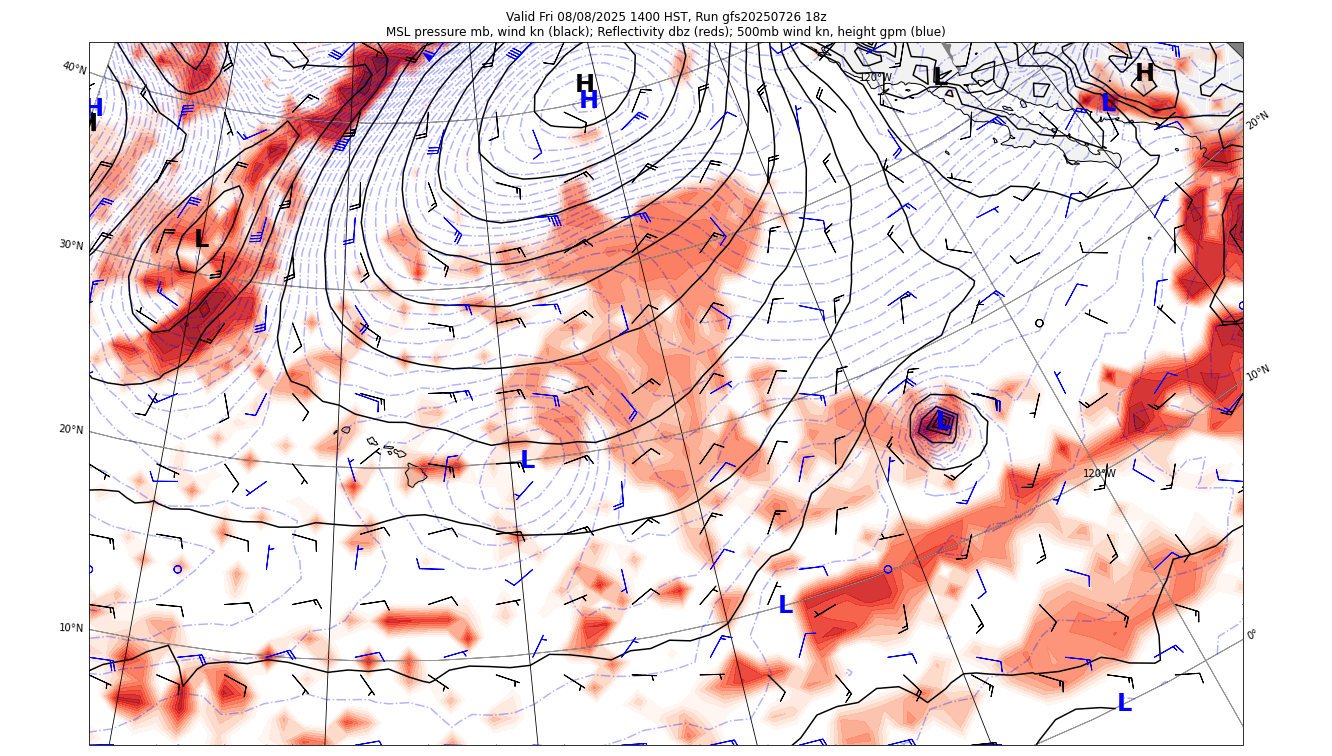 Valid Fri 08/08/2025 1400 HST, Run gfs20250726 18z
MSL pressure mb, wind kn (black); Reflectivity dbz (reds); 500mb wind kn, height gpm (blue)
40°N
120°W
L
H
H
H
H
L
20°N
30°N
L
10°N
20°N
L
L
120°W
L
10°N
0°
L